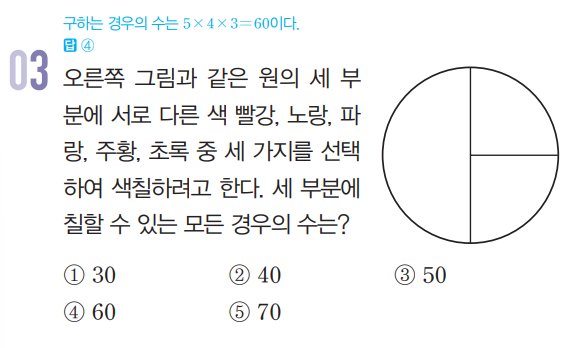 구하는 경우의 수는 5×4×3=60이다.
답 ④
03
오른쪽 그림과 같은 원의 세 부
분에 서로 다른 색 빨강, 노랑, 파
랑, 주황, 초록 중 세 가지를 선택
하여 색칠하려고 한다. 세 부분에
칠할 수 있는 모든 경우의 수는?
① 30 ② 40 ③ 50
④ 60 ⑤ 70